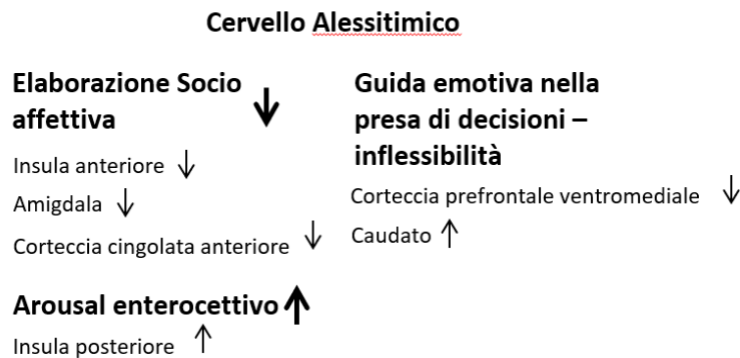 Cervello Alessitimico
Elaborazione Socio ↓
affettiva
Insula anteriore ↓
Amigdala ↓
Corteccia cingolata anteriore ↓
Arousal enterocettivo ↑
Insula posteriore ↑
Guida emotiva nella
presa di decisioni –
inflessibilità
Corteccia prefrontale ventromediale ↓
Caudato ↑